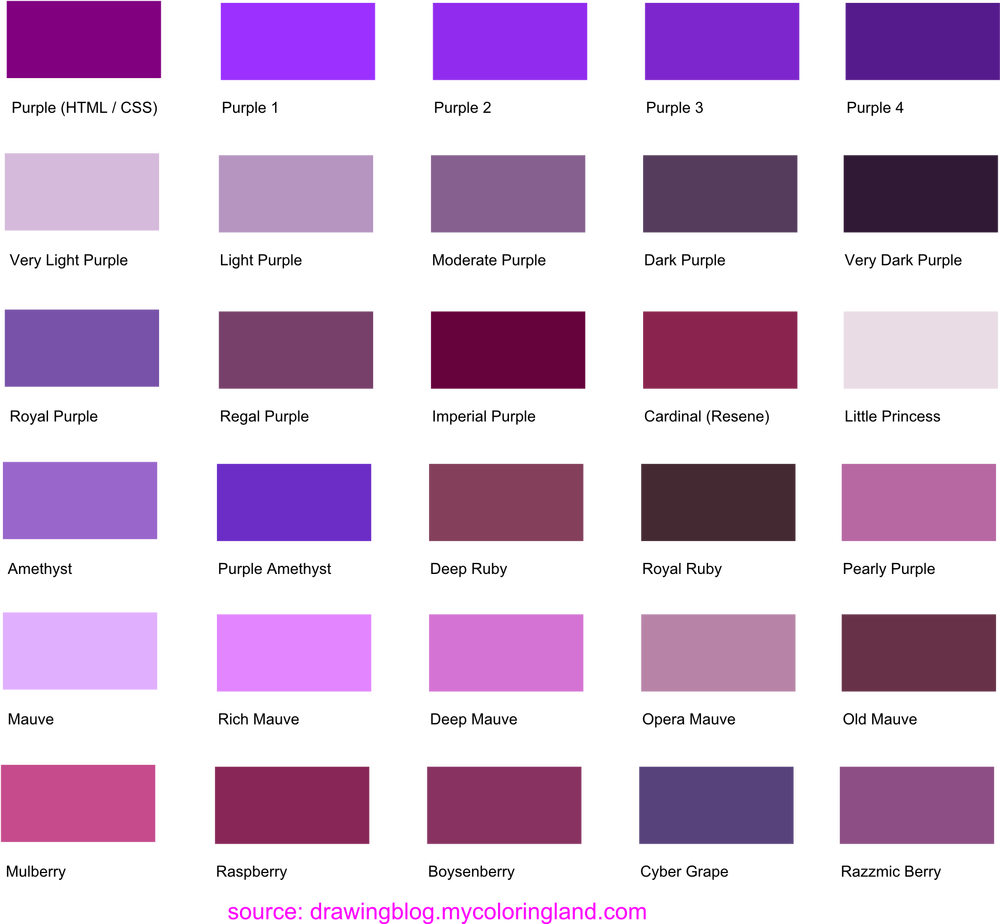 Purple (HTML / CSS)
Purple 1
Purple 2
Purple 3
Purple 4
Very Light Purple
Light Purple
Moderate Purple
Dark Purple
Very Dark Purple
Royal Purple
Regal Purple
Imperial Purple
Cardinal (Resene)
Little Princess
Amethyst
Purple Amethyst
Deep Ruby
Royal Ruby
Pearly Purple
Mauve
Rich Mauve
Deep Mauve
Opera Mauve
Old Mauve
Mulberry
Raspberry
Boysenberry
Cyber Grape
Razzmic Berry
source: drawingblog.mycoloringland.com